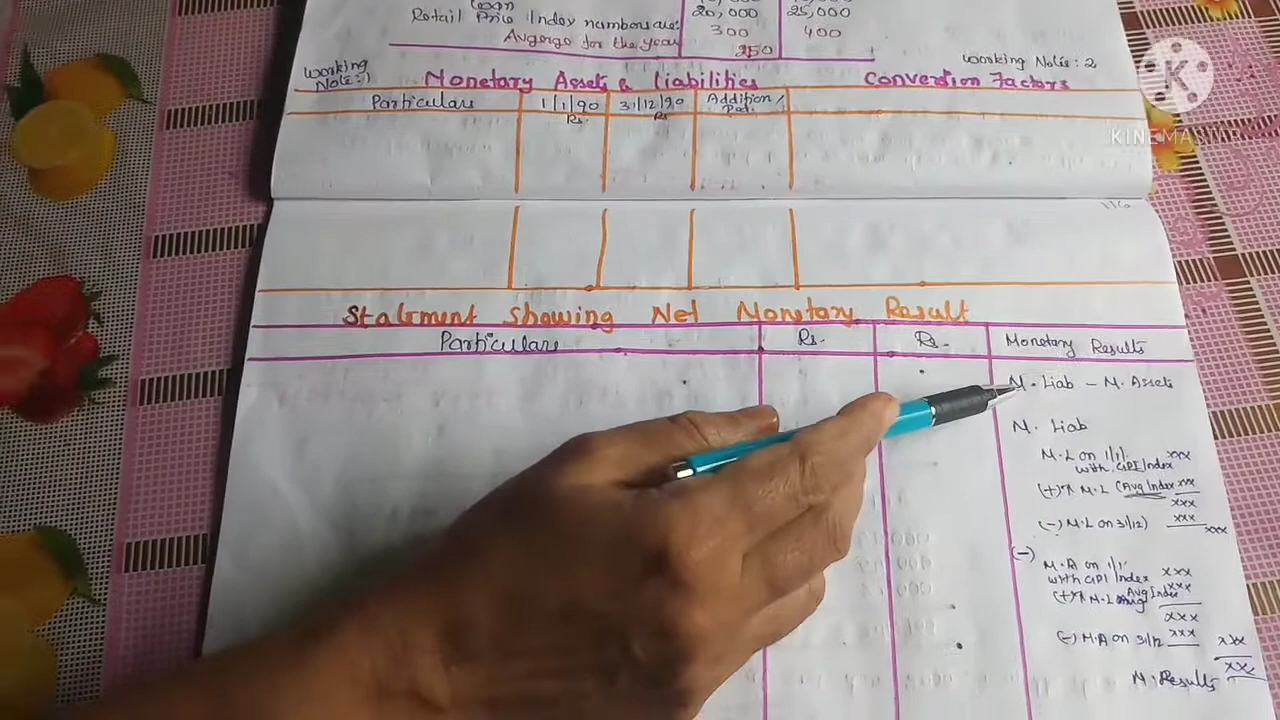 Loan 20,000 25,000
Retail Price Index numbers are: 300 400
Average for the year 250
Working Note:1 Monetary Assets & Liabilities
Working Note: 2
Conversion Factors
Particulars 1/1/90 31/12/90 Addition/
Rs. Rs
116
Statement Showing Net Monetary Result
Particulars Rs. Rs. Monetary Results
M. Liab - M. Assets
M. Liab
M.L on 1/1 xxx
with CPI Index
(+)↑ M.L (Avg Index xxx
xxx
(-) M.L on 31/12) xxx xxx
(-) M.A on 1/1
with CPI Index xxx
(+)↑ M.L Avg Index xxx
xxx
(-) M.A on 31/12 xxx xxx
M. Results xx
KINEMASTER
K